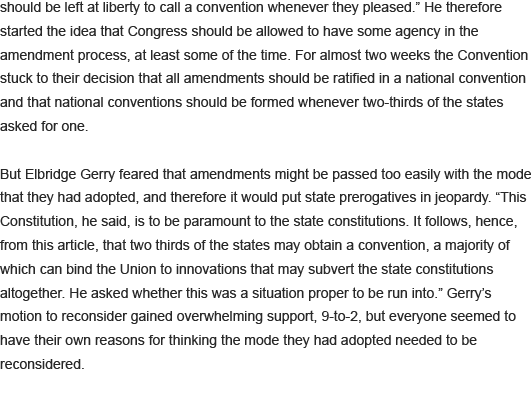 should be left at liberty to call a convention whenever they pleased.” He therefore
started the idea that Congress should be allowed to have some agency in the
amendment process, at least some of the time. For almost two weeks the Convention
stuck to their decision that all amendments should be ratified in a national convention
and that national conventions should be formed whenever two-thirds of the states
asked for one.

But Elbridge Gerry feared that amendments might be passed too easily with the mode
that they had adopted, and therefore it would put state prerogatives in jeopardy. “This
Constitution, he said, is to be paramount to the state constitutions. It follows, hence,
from this article, that two thirds of the states may obtain a convention, a majority of
which can bind the Union to innovations that may subvert the state constitutions
altogether. He asked whether this was a situation proper to be run into.” Gerry’s
motion to reconsider gained overwhelming support, 9-to-2, but everyone seemed to
have their own reasons for thinking the mode they had adopted needed to be
reconsidered.